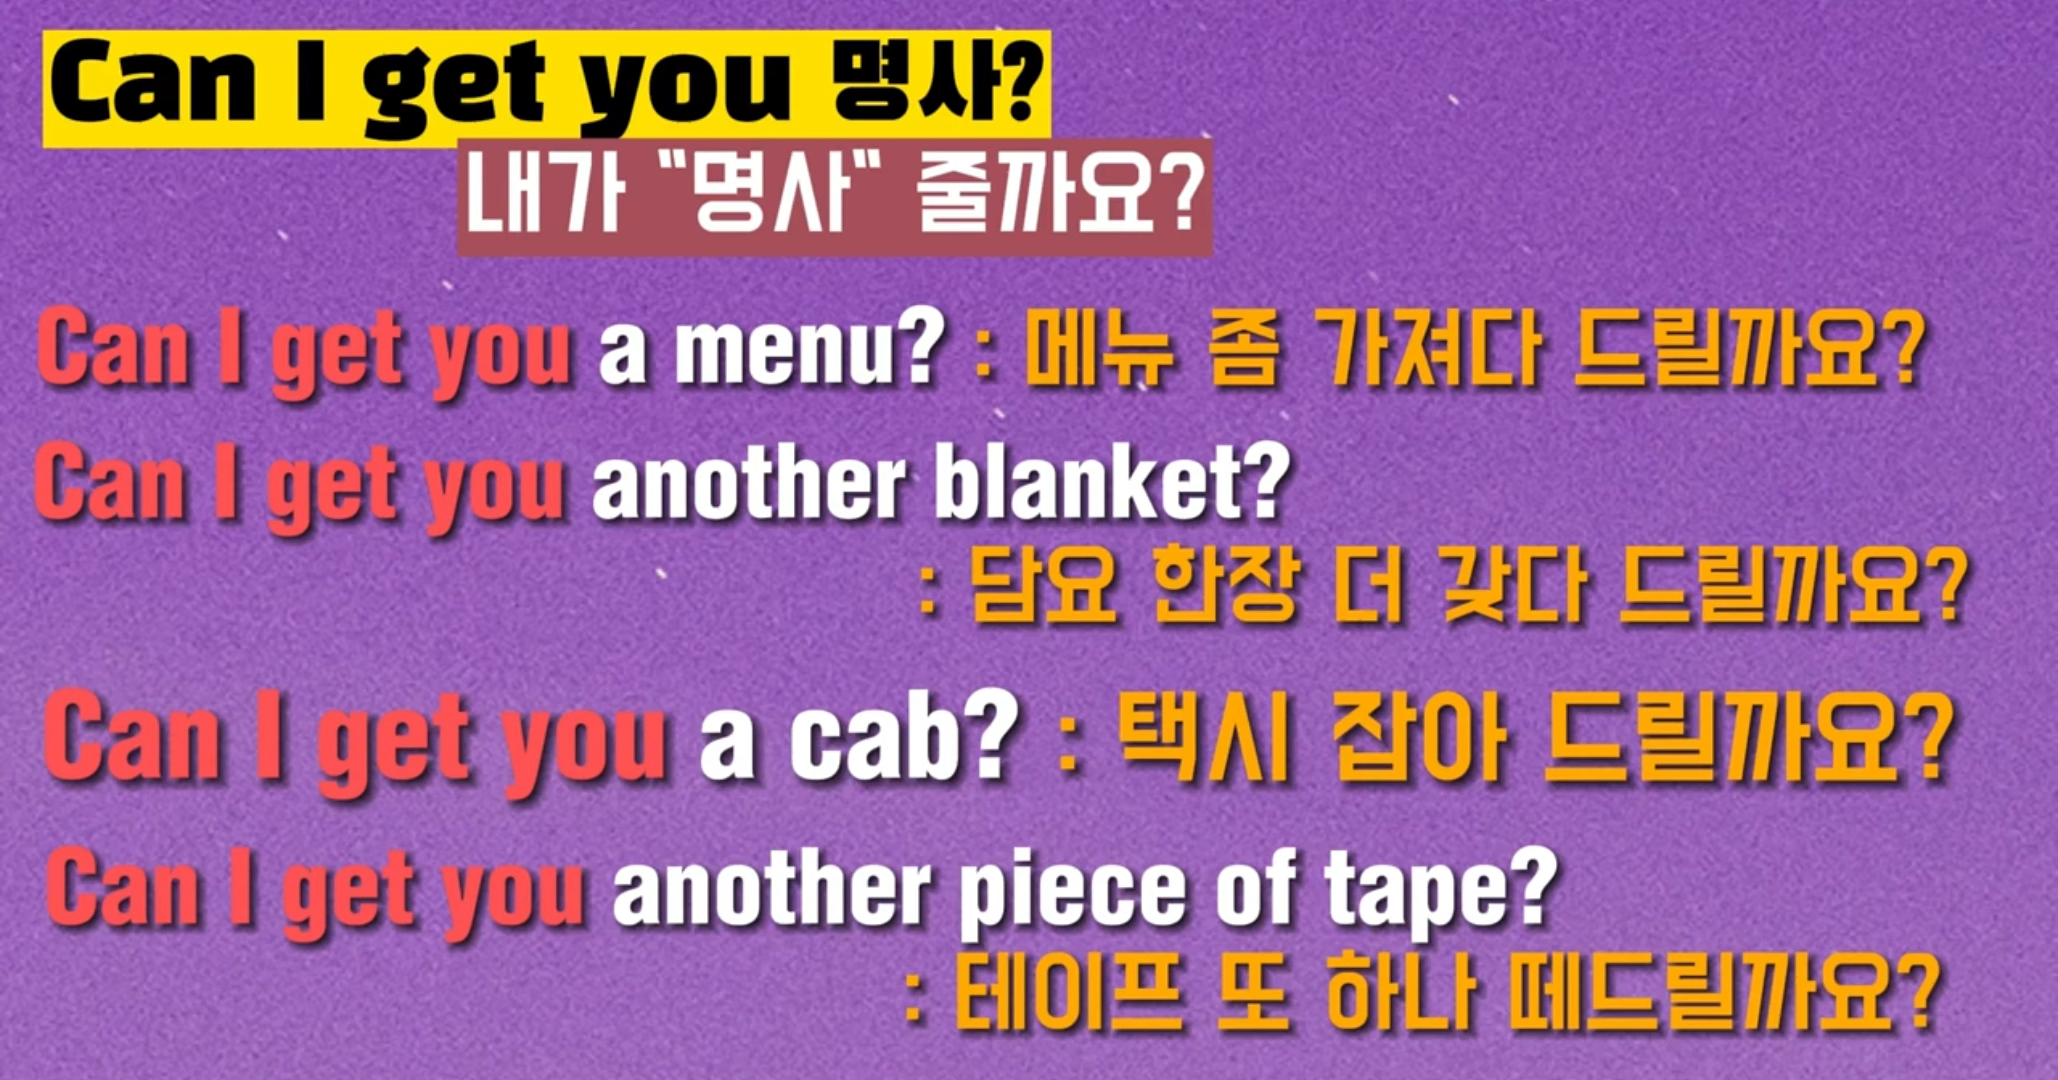 Can I get you 명사?
내가 "명사" 줄까요?
Can I get you a menu? : 메뉴 좀 가져다 드릴까요?
Can I get you another blanket?
: 담요 한장 더 갖다 드릴까요?
Can I get you a cab? : 택시 잡아 드릴까요?
Can I get you another piece of tape?
: 테이프 또 하나 떼드릴까요?